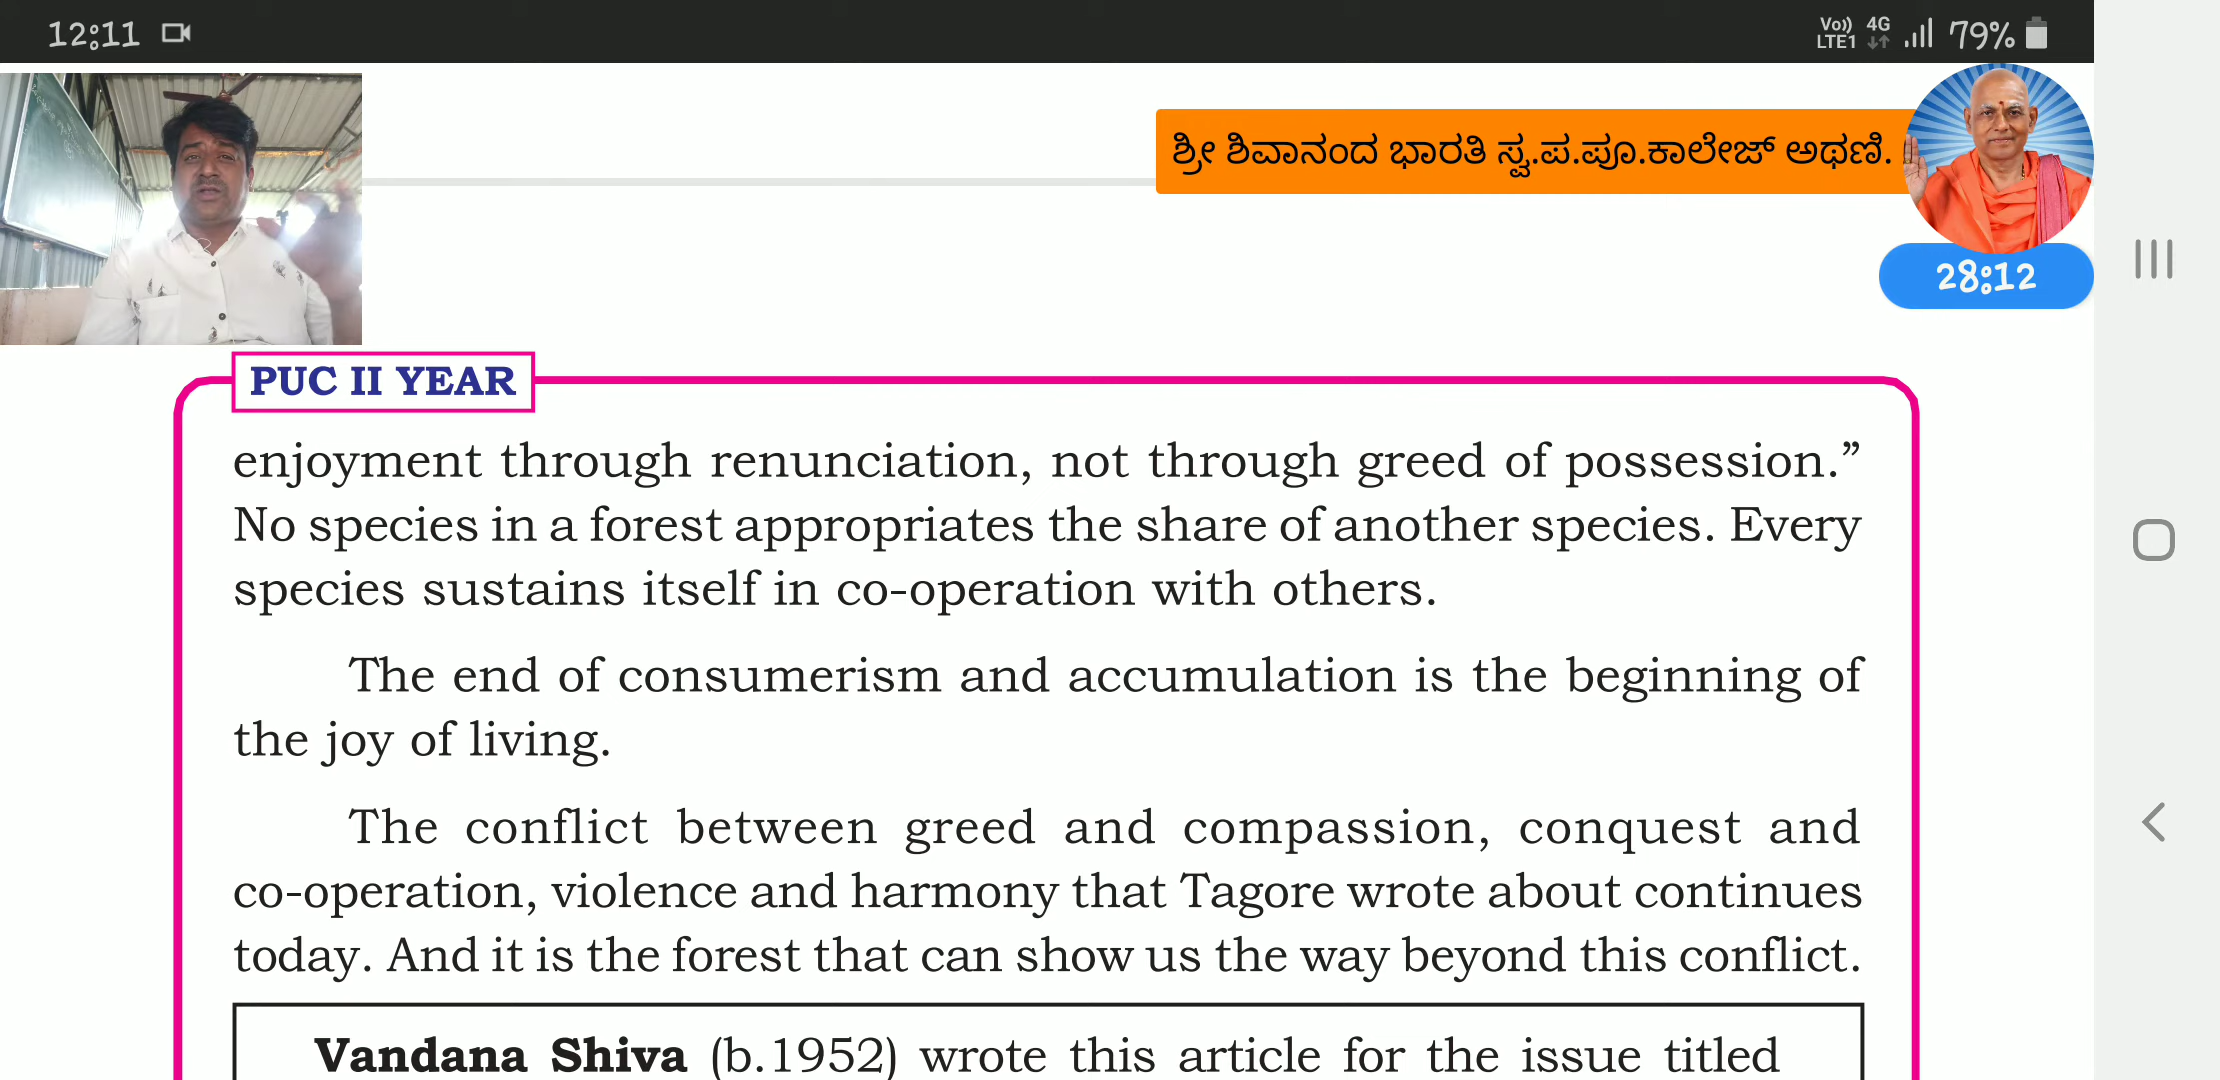 12:11
Vo)) 4G
LTE1
79%
ಶ್ರೀ ಶಿವಾನಂದ ಭಾರತಿ ಸ್ವ.ಪ.ಪೂ.ಕಾಲೇಜ್ ಅಥಣಿ.
28:12
PUC II YEAR
enjoyment through renunciation, not through greed of possession.”
No species in a forest appropriates the share of another species. Every
species sustains itself in co-operation with others.
The end of consumerism and accumulation is the beginning of
the joy of living.
The conflict between greed and compassion, conquest and
co-operation, violence and harmony that Tagore wrote about continues
today. And it is the forest that can show us the way beyond this conflict.
Vandana Shiva (b.1952) wrote this article for the issue titled